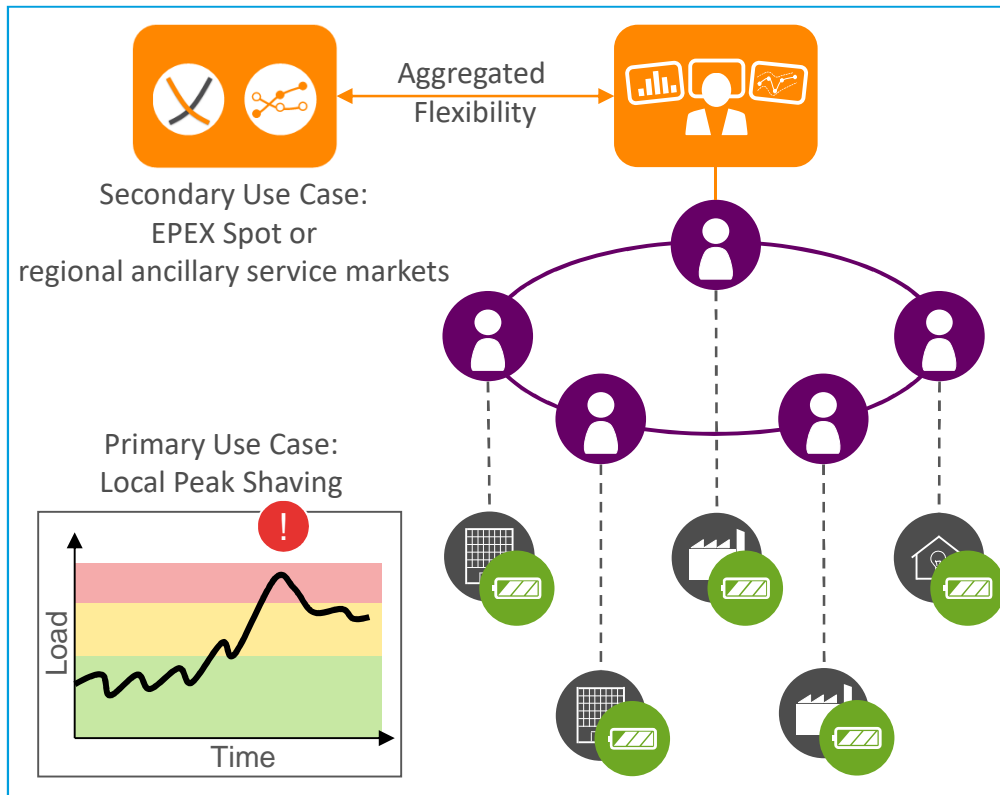 Aggregated
Flexibility
Secondary Use Case:
EPEX Spot or
regional ancillary service markets
Primary Use Case:
Local Peak Shaving
!
Load
Time